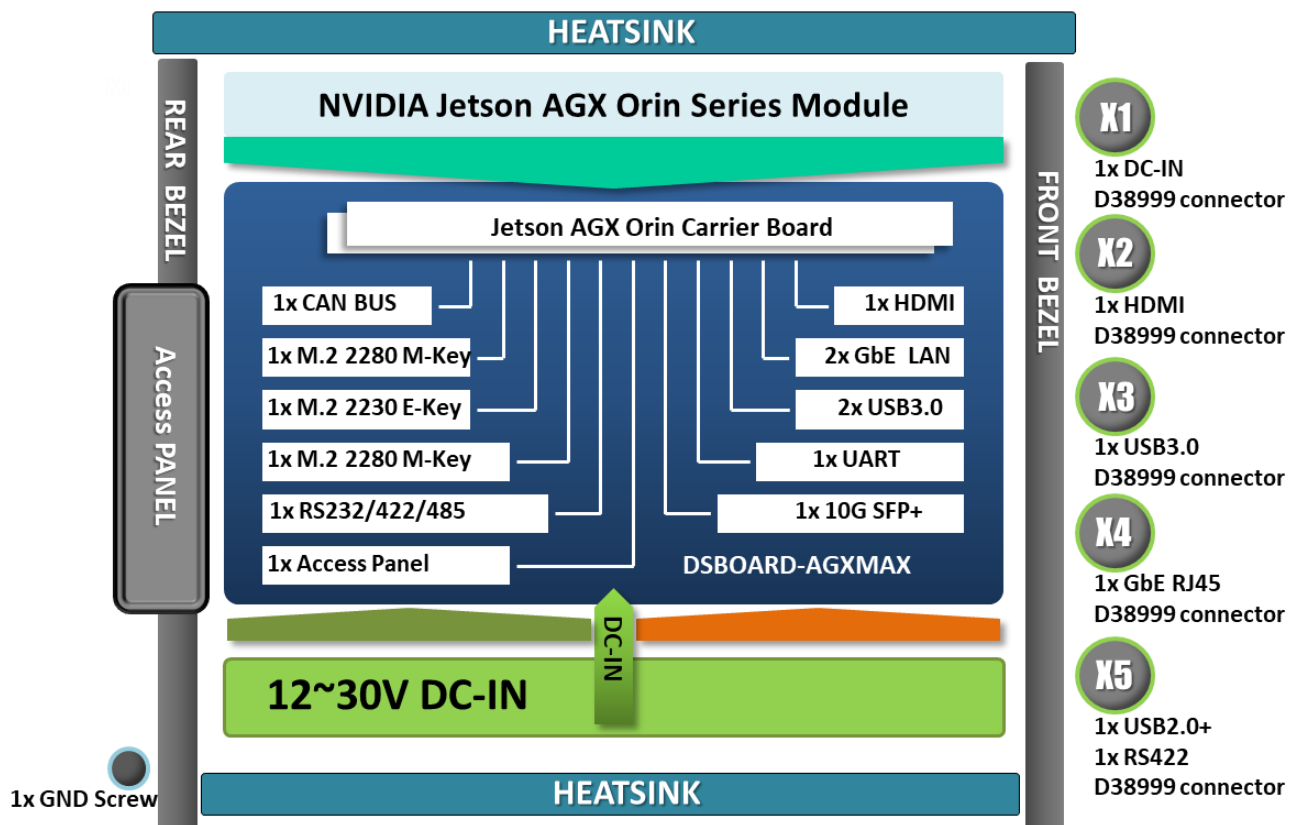 HEATSINK
REAR BEZEL
NVIDIA Jetson AGX Orin Series Module
Jetson AGX Orin Carrier Board
1x CAN BUS
1x M.2 2280 M-Key
1x M.2 2230 E-Key
1x M.2 2280 M-Key
1x RS232/422/485
1x Access Panel
1x HDMI
2x GbE LAN
2x USB3.0
1x UART
1x 10G SFP+
DSBOARD-AGXMAX
DC-IN
12~30V DC-IN
HEATSINK
Access PANEL
1x GND Screw
FRONT BEZEL
X1
1x DC-IN
D38999 connector
X2
1x HDMI
D38999 connector
X3
1x USB3.0
D38999 connector
X4
1x GbE RJ45
D38999 connector
X5
1x USB2.0+
1x RS422
D38999 connector